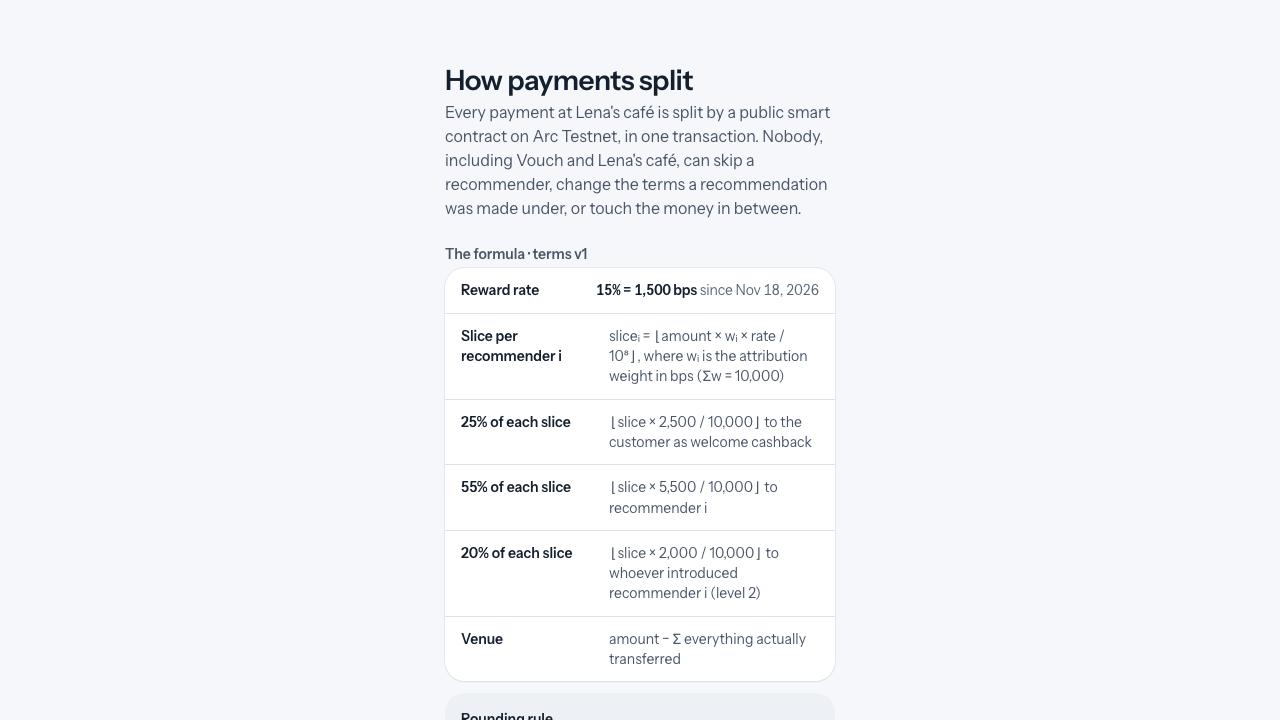 How payments split
Every payment at Lena's café is split by a public smart
contract on Arc Testnet, in one transaction. Nobody,
including Vouch and Lena's café, can skip a
recommender, change the terms a recommendation
was made under, or touch the money in between.
The formula · terms v1
Reward rate 15% = 1,500 bps since Nov 18, 2026
Slice per
recommender i
sliceᵢ = ⌊amount × wᵢ × rate /
10⁸⌋, where wᵢ is the attribution
weight in bps (Σw = 10,000)
25% of each slice ⌊slice × 2,500 / 10,000⌋ to the
customer as welcome cashback
55% of each slice ⌊slice × 5,500 / 10,000⌋ to
recommender i
20% of each slice ⌊slice × 2,000 / 10,000⌋ to
whoever introduced
recommender i (level 2)
Venue amount − Σ everything actually
transferred
Rounding rule